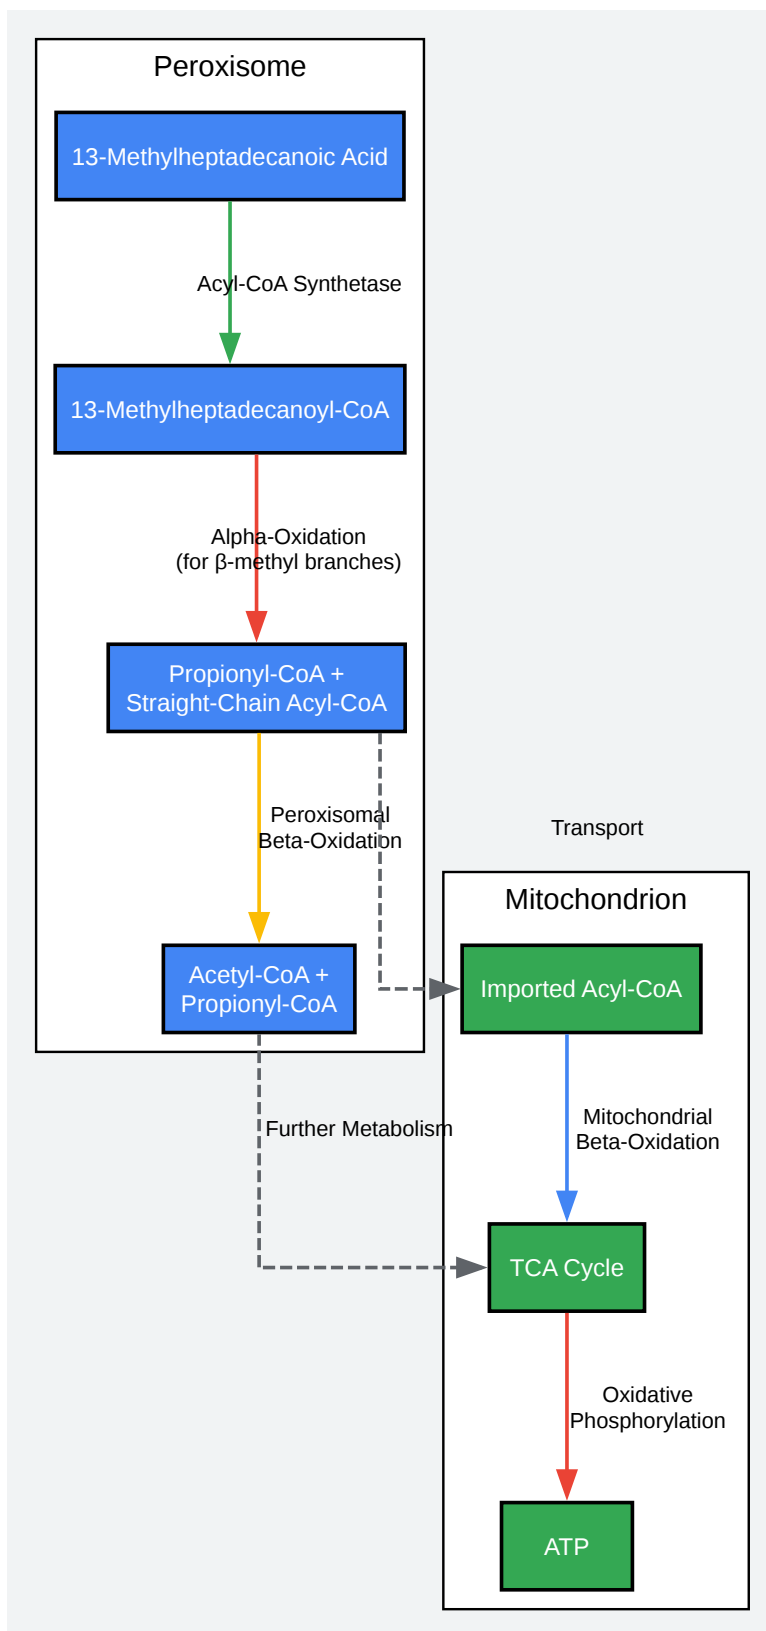 Peroxisome
13-Methylheptadecanoic Acid
Acyl-CoA Synthetase
13-Methylheptadecanoyl-CoA
Alpha-Oxidation
(for β-methyl branches)
Propionyl-CoA +
Straight-Chain Acyl-CoA
Peroxisomal
Beta-Oxidation
Transport
Mitochondrion
Acetyl-CoA +
Propionyl-CoA
Imported Acyl-CoA
Further Metabolism
Mitochondrial
Beta-Oxidation
TCA Cycle
Oxidative
Phosphorylation
ATP